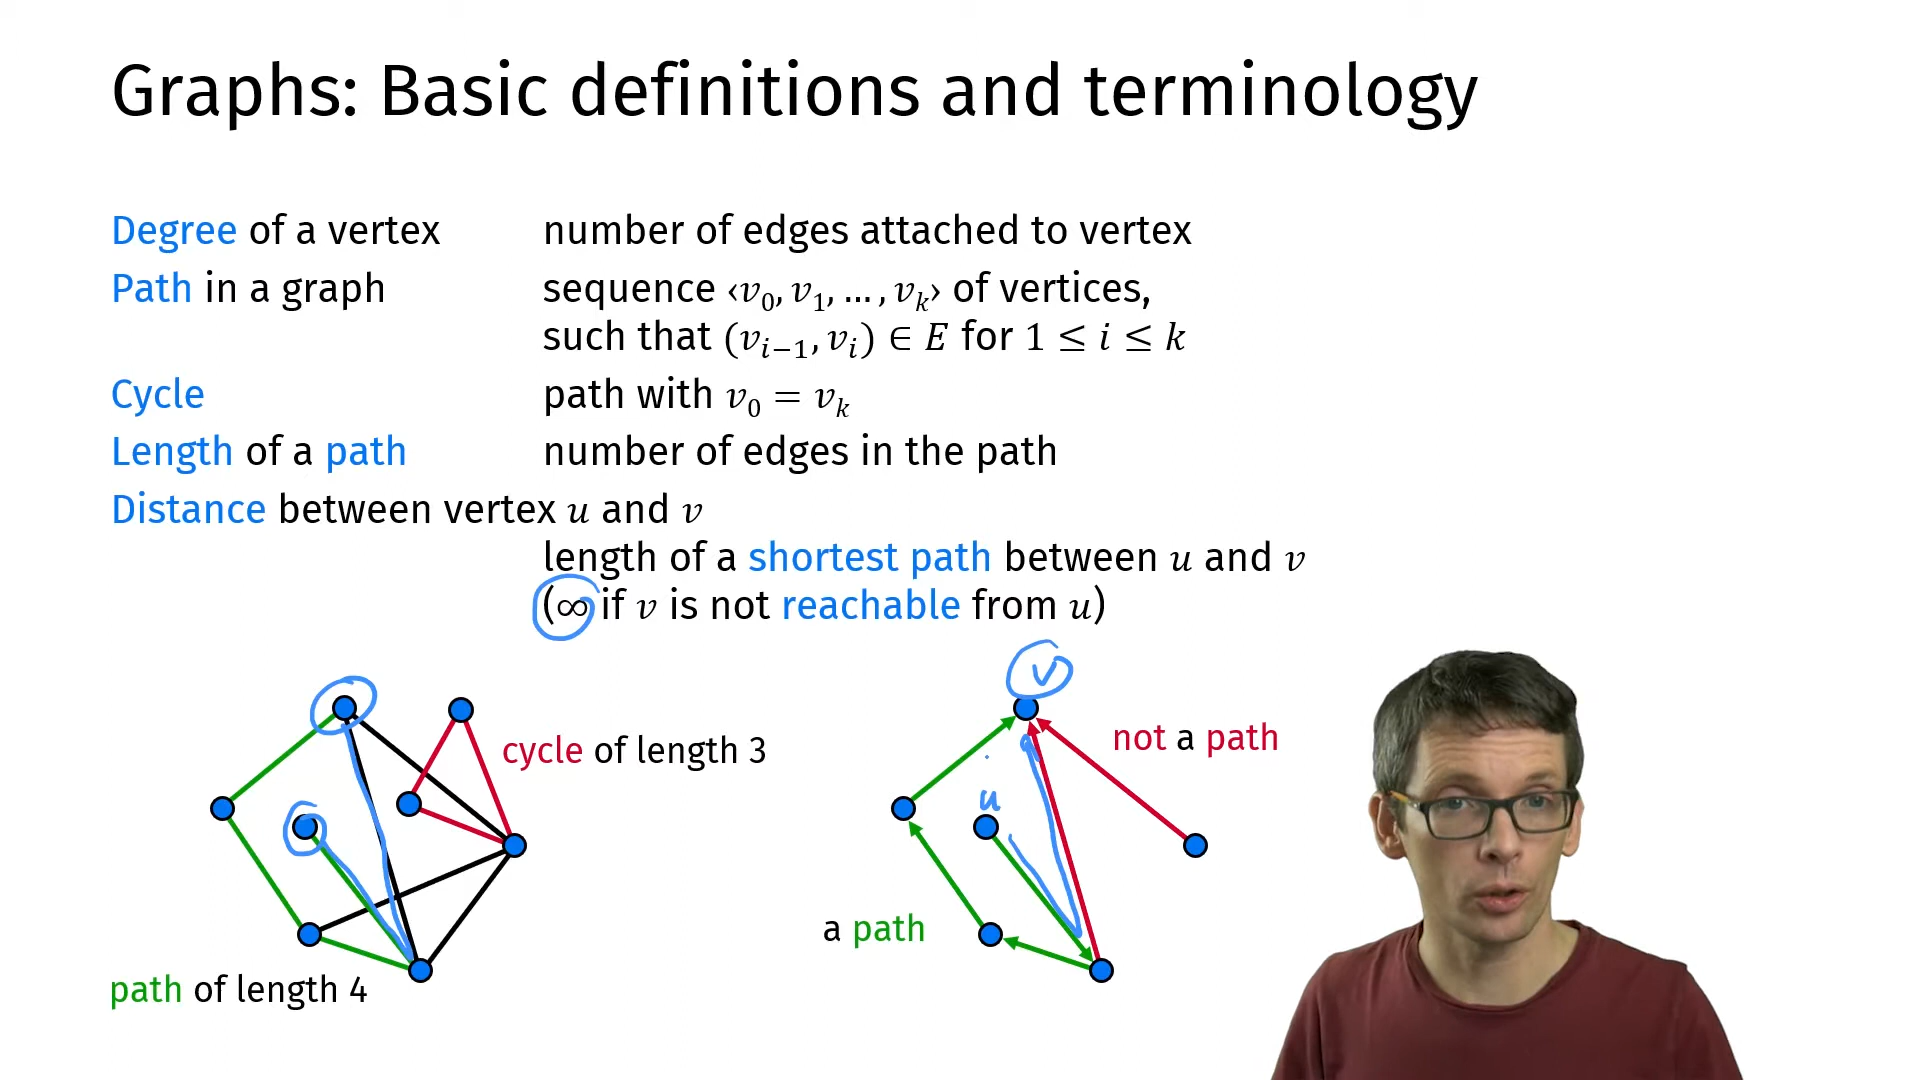 Graphs: Basic definitions and terminology
Degree of a vertex number of edges attached to vertex
Path in a graph sequence ‹v₀, v₁, … , vₖ› of vertices,
such that (vᵢ₋₁, vᵢ) ∈ E for 1 ≤ i ≤ k
Cycle path with v₀ = vₖ
Length of a path number of edges in the path
Distance between vertex u and v
length of a shortest path between u and v
(∞ if v is not reachable from u)
v
not a path
cycle of length 3
u
a path
path of length 4